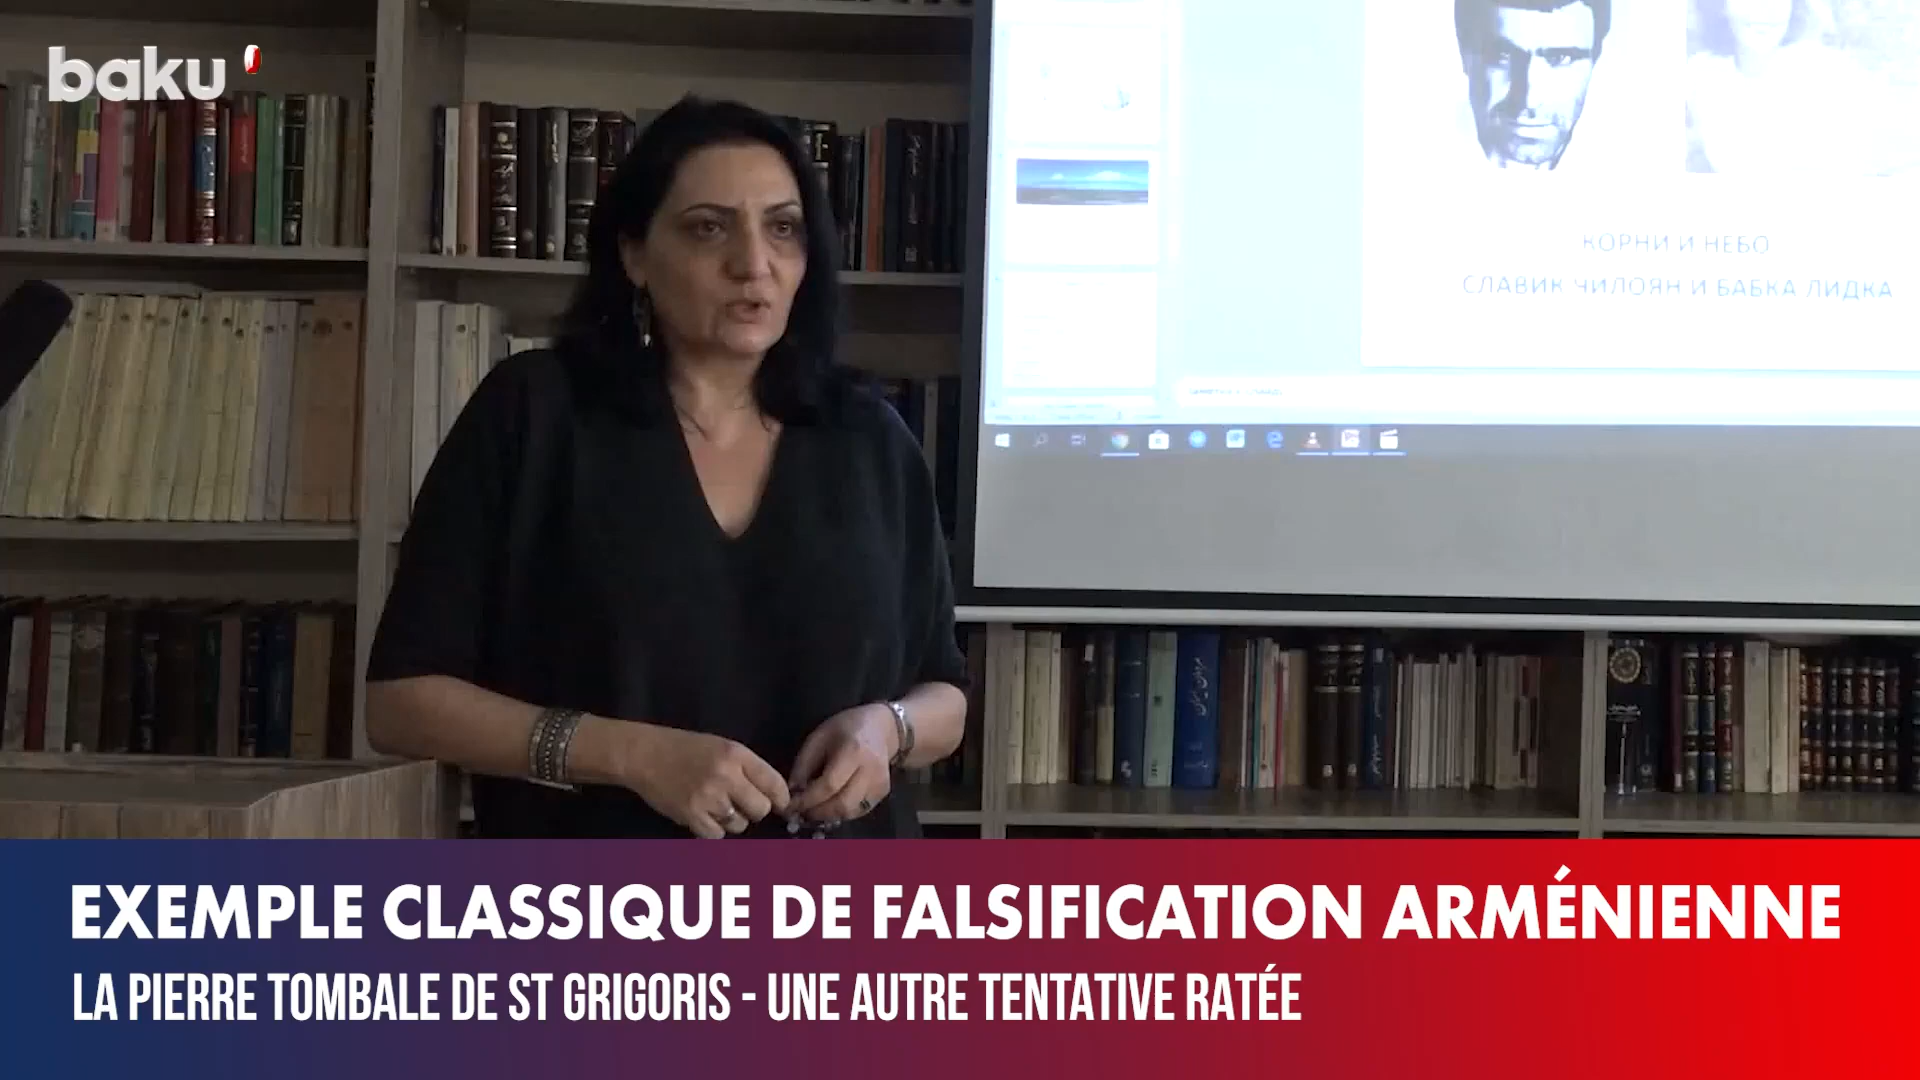 baku
КОРНИ И НЕБО
СЛАВИК ЧИЛОЯН И БАБКА ЛИДКА
EXEMPLE CLASSIQUE DE FALSIFICATION ARMÉNIENNE
LA PIERRE TOMBALE DE ST GRIGORIS - UNE AUTRE TENTATIVE RATÉE